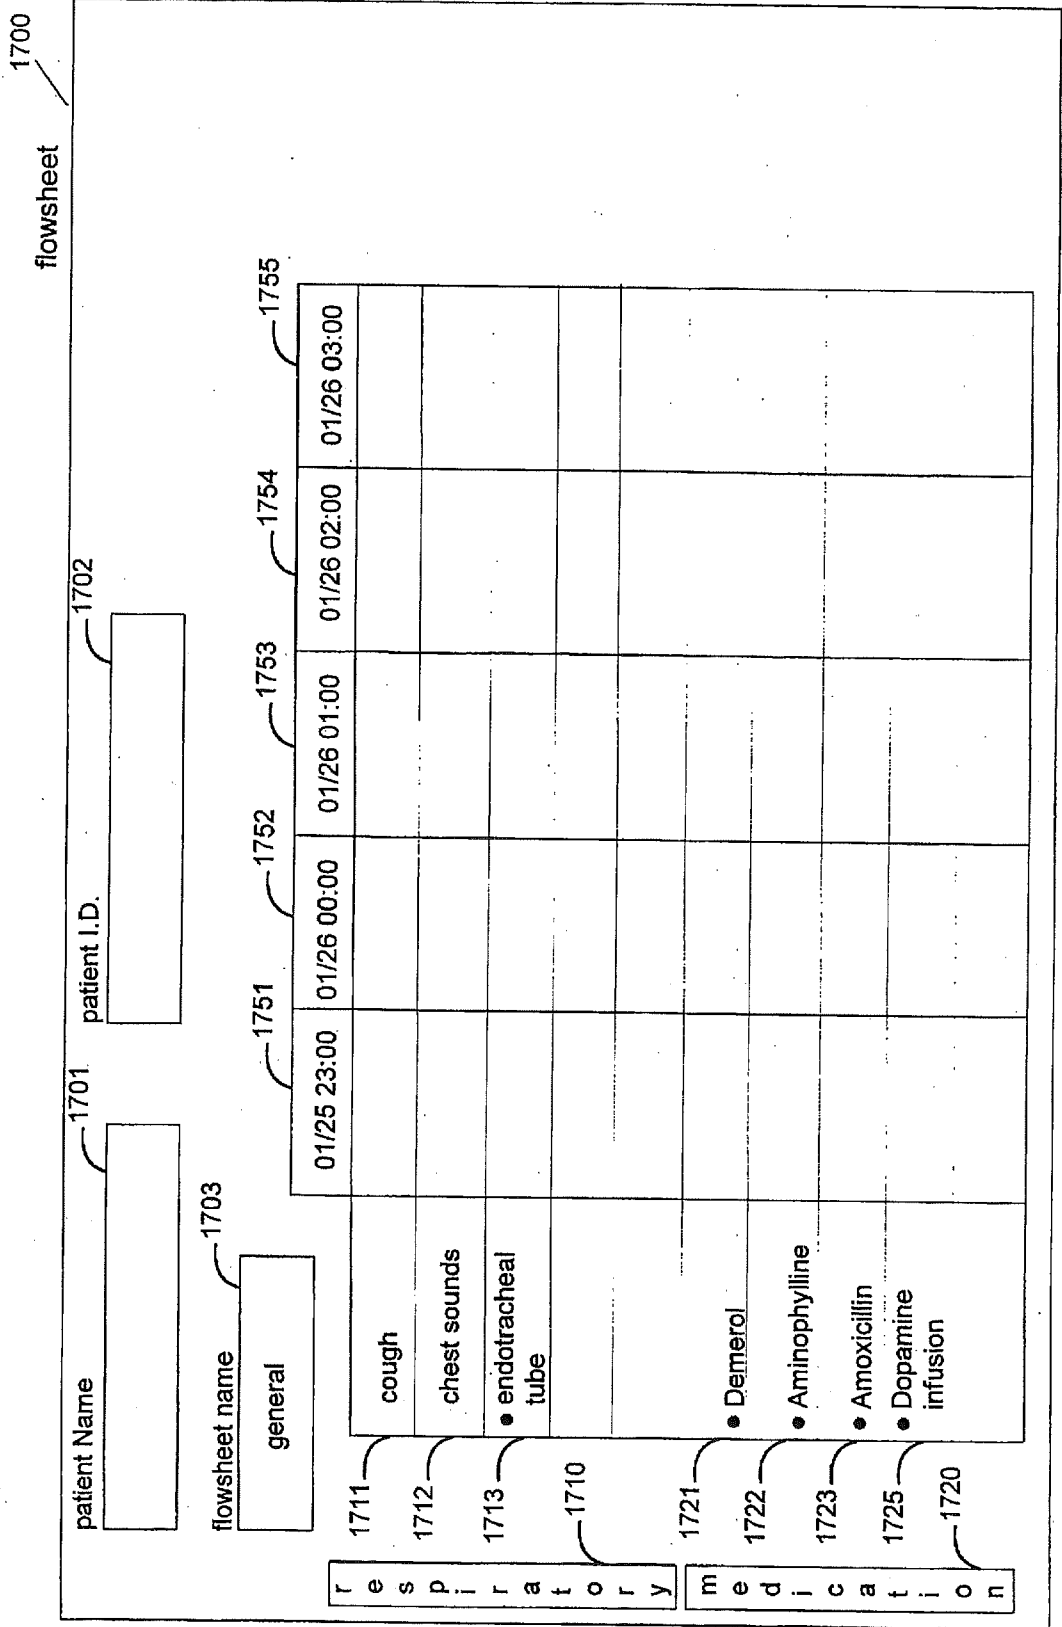 flowsheet
1700
patient Name
1701
patient I.D.
1702
flowsheet name
1703
general
1751
1752
1753
1754
1755
01/25 23:00
01/26 00:00
01/26 01:00
01/26 02:00
01/26 03:00
respiratory
1710
1711
cough
1712
chest sounds
1713
• endotracheal
tube
medication
1720
1721
• Demerol
1722
• Aminophylline
1723
• Amoxicillin
1725
• Dopamine
infusion